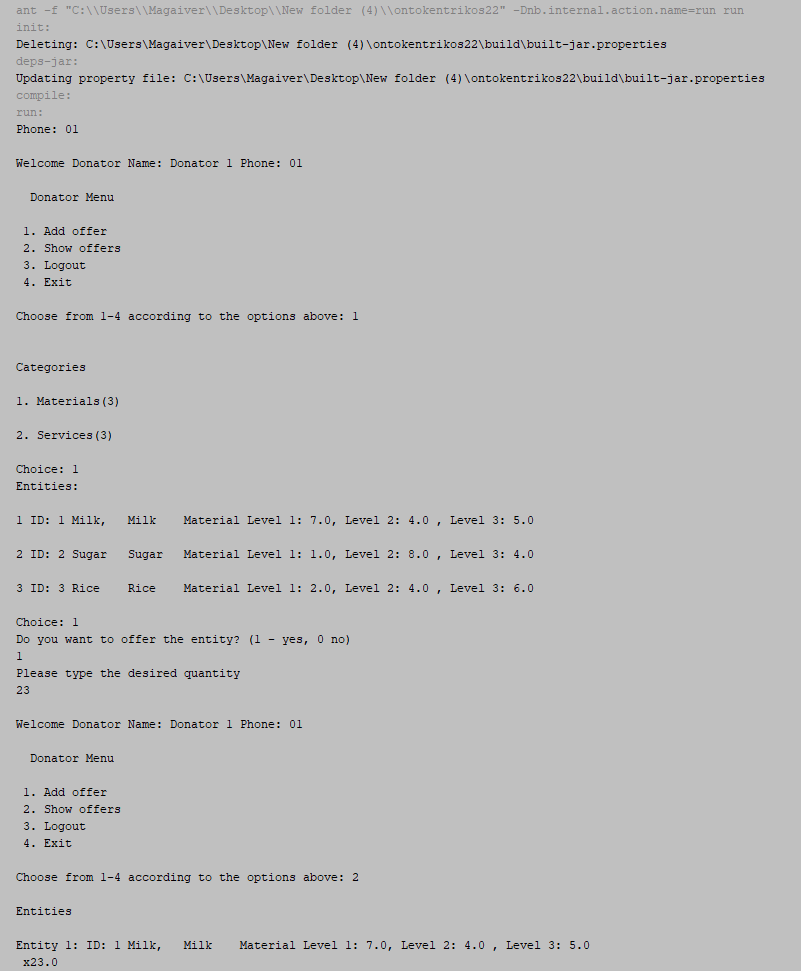 ant -f "C:\\Users\\Magaiver\\Desktop\\New folder (4)\\ontokentrikos22" -Dnb.internal.action.name=run run
init:
Deleting: C:\Users\Magaiver\Desktop\New folder (4)\ontokentrikos22\build\built-jar.properties
deps-jar:
Updating property file: C:\Users\Magaiver\Desktop\New folder (4)\ontokentrikos22\build\built-jar.properties
compile:
run:
Phone: 01
Welcome Donator Name: Donator 1 Phone: 01
Donator Menu
1. Add offer
2. Show offers
3. Logout
4. Exit
Choose from 1-4 according to the options above: 1
Categories
1. Materials(3)
2. Services(3)
Choice: 1
Entities:
1 ID: 1 Milk,   Milk    Material Level 1: 7.0, Level 2: 4.0 , Level 3: 5.0
2 ID: 2 Sugar   Sugar   Material Level 1: 1.0, Level 2: 8.0 , Level 3: 4.0
3 ID: 3 Rice    Rice    Material Level 1: 2.0, Level 2: 4.0 , Level 3: 6.0
Choice: 1
Do you want to offer the entity? (1 - yes, 0 no)
1
Please type the desired quantity
23
Welcome Donator Name: Donator 1 Phone: 01
Donator Menu
1. Add offer
2. Show offers
3. Logout
4. Exit
Choose from 1-4 according to the options above: 2
Entities
Entity 1: ID: 1 Milk,   Milk    Material Level 1: 7.0, Level 2: 4.0 , Level 3: 5.0
x23.0